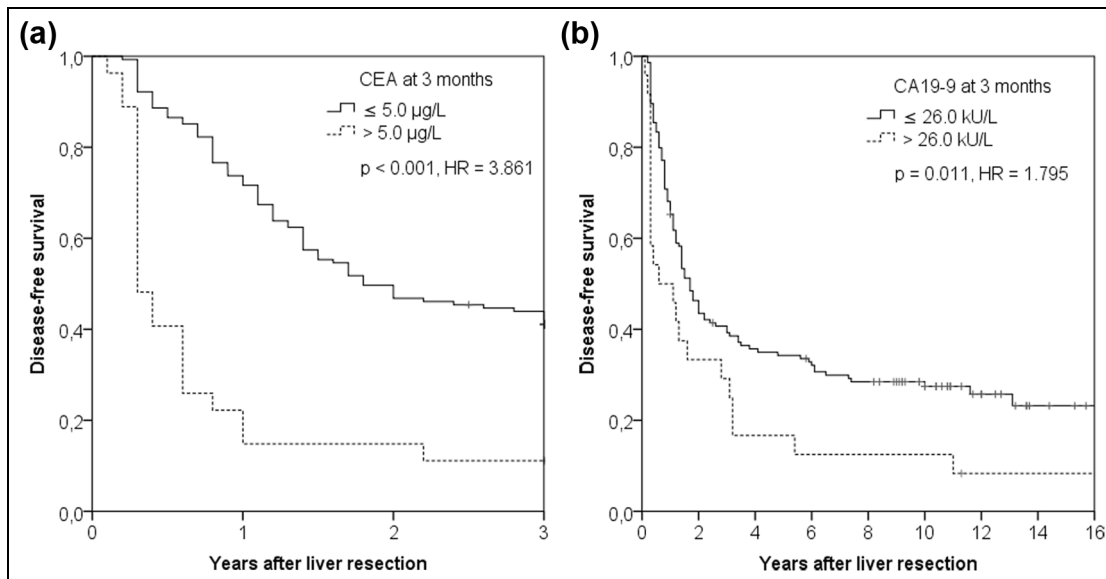 (a)
CEA at 3 months
≤ 5.0 µg/L
> 5.0 µg/L
p < 0.001, HR = 3.861
Disease-free survival
1,0
0,8
0,6
0,4
0,2
0,0
0
1
2
3
Years after liver resection
(b)
CA19-9 at 3 months
≤ 26.0 kU/L
> 26.0 kU/L
p = 0.011, HR = 1.795
Disease-free survival
1,0
0,8
0,6
0,4
0,2
0,0
0
2
4
6
8
10
12
14
16
Years after liver resection